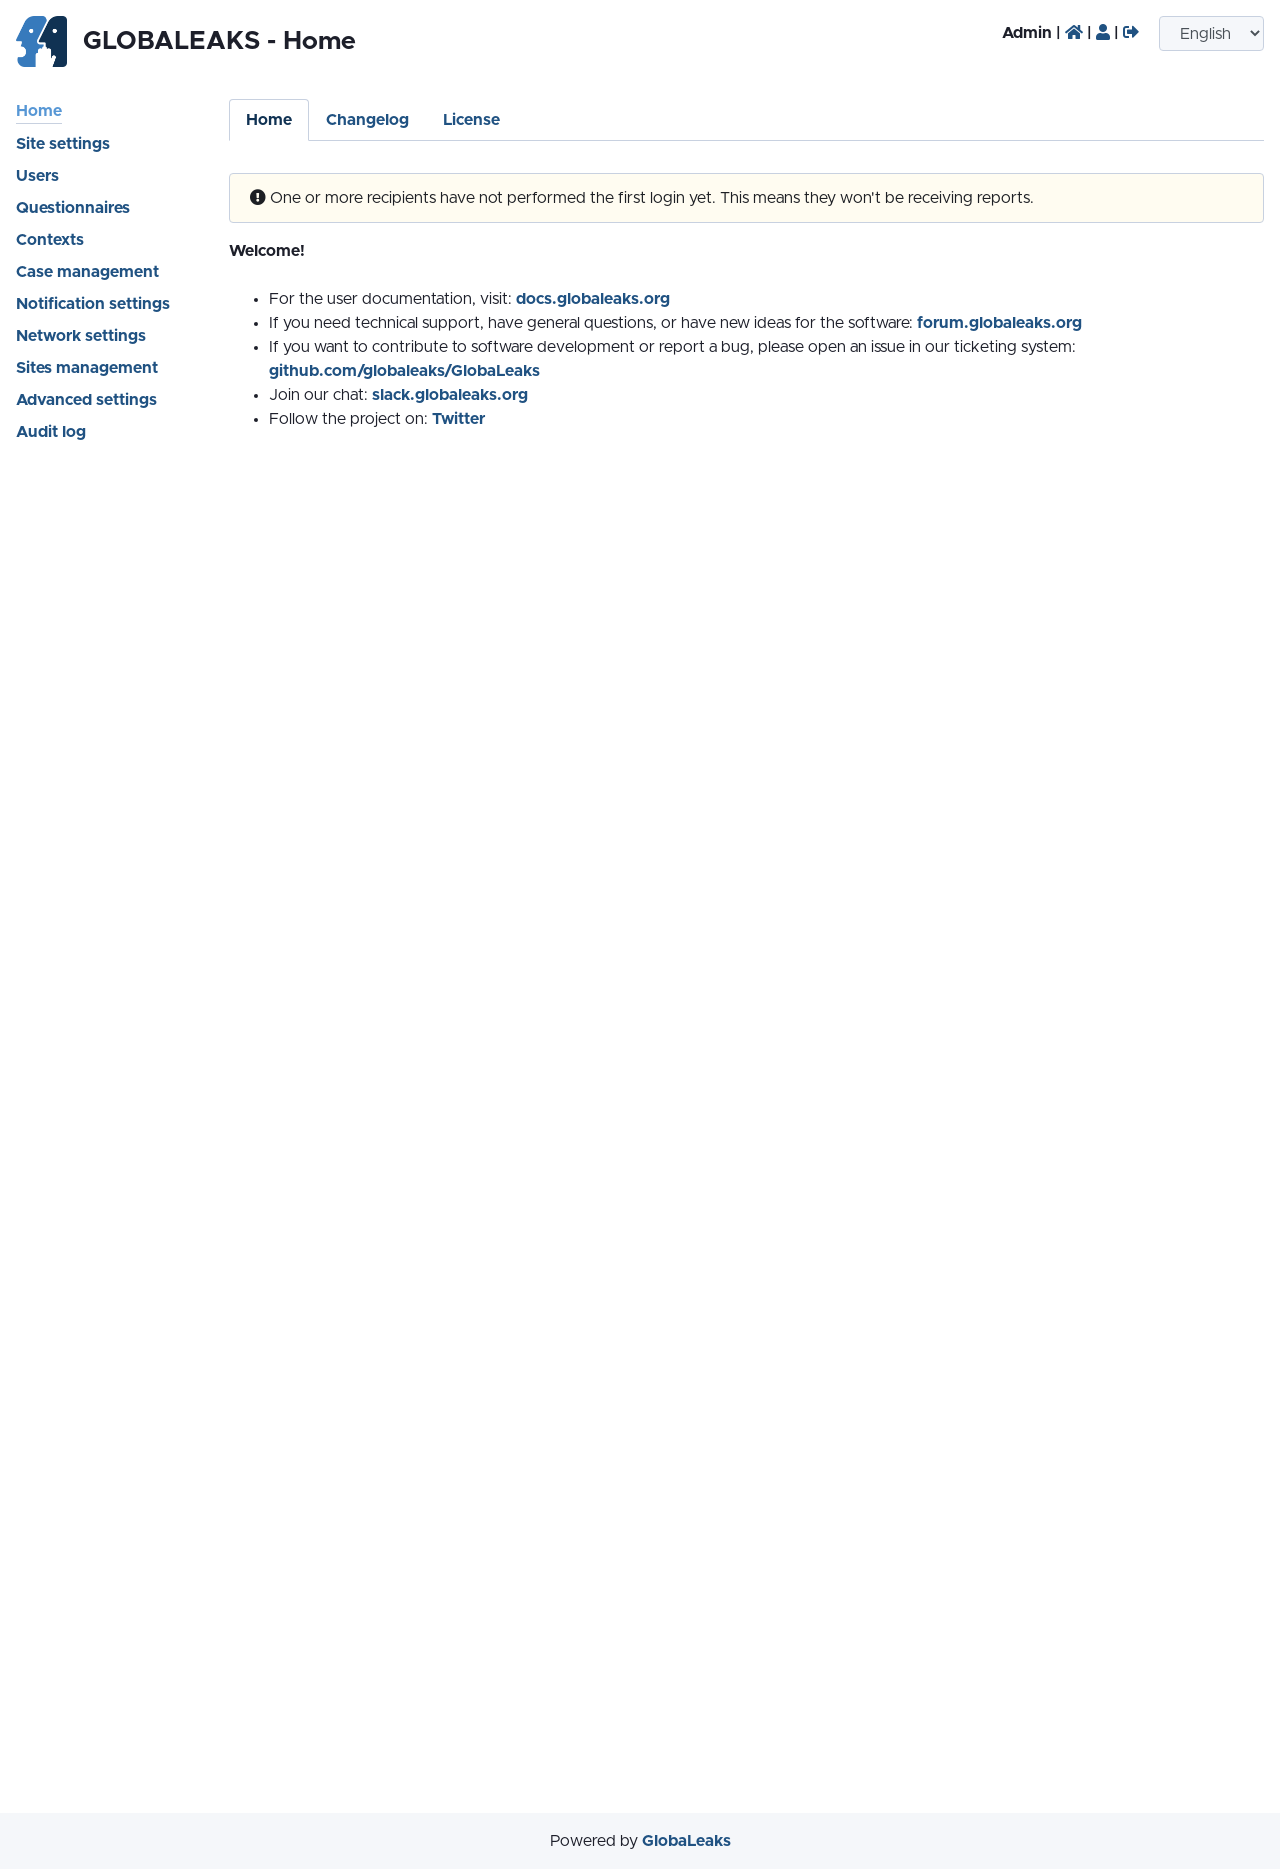 GLOBALEAKS - Home
Admin | | |
English
Home
Site settings
Users
Questionnaires
Contexts
Case management
Notification settings
Network settings
Sites management
Advanced settings
Audit log
Home Changelog License
One or more recipients have not performed the first login yet. This means they won't be receiving reports.
Welcome!
• For the user documentation, visit: docs.globaleaks.org
• If you need technical support, have general questions, or have new ideas for the software: forum.globaleaks.org
• If you want to contribute to software development or report a bug, please open an issue in our ticketing system:
github.com/globaleaks/GlobaLeaks
• Join our chat: slack.globaleaks.org
• Follow the project on: Twitter
Powered by GlobaLeaks